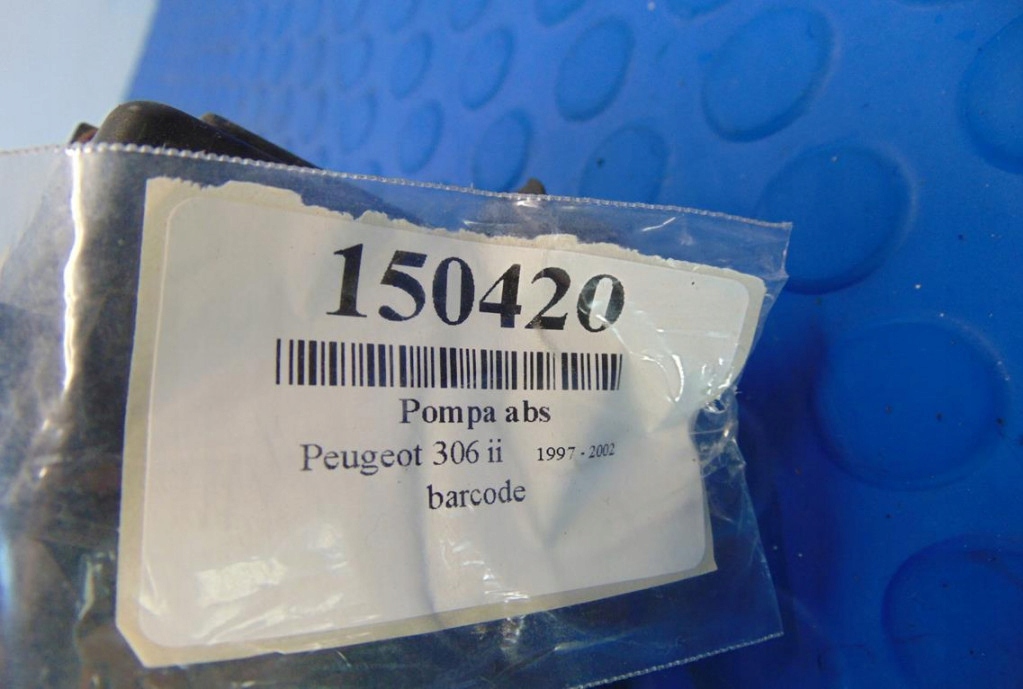 150420
Pompa abs
Peugeot 306 ii 1997 - 2002
barcode